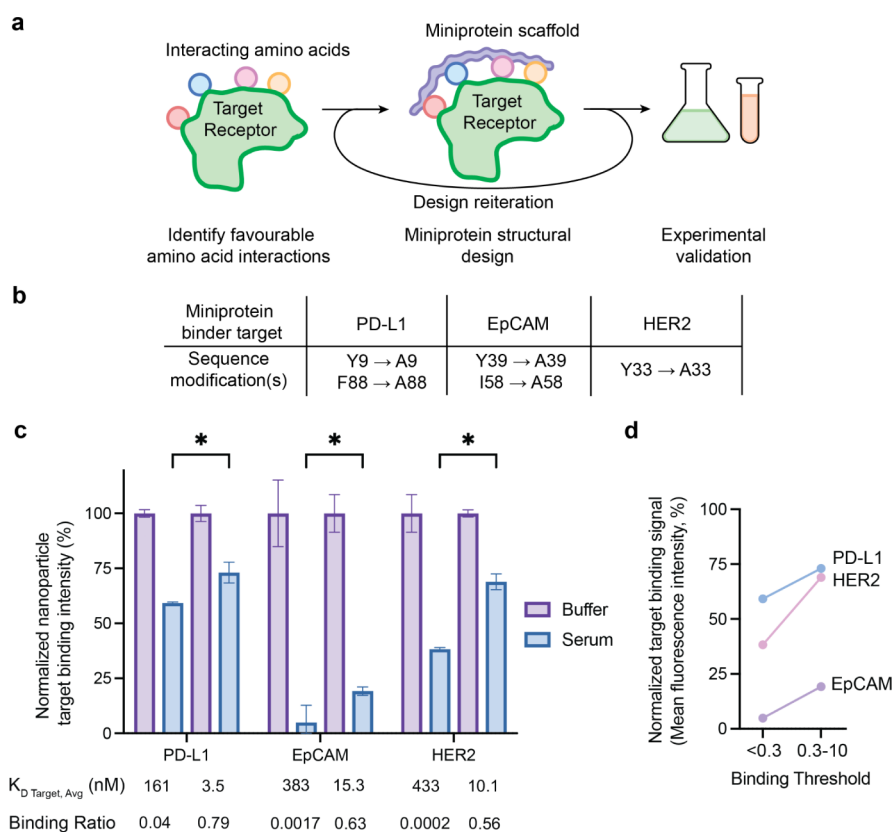 a
Interacting amino acids
Miniprotein scaffold
Target
Receptor
Target
Receptor
Design reiteration
Identify favourable
amino acid interactions
Miniprotein structural
design
Experimental
validation
b
Miniprotein
binder target
PD-L1
EpCAM
HER2
Sequence
modification(s)
Y9 → A9
F88 → A88
Y39 → A39
I58 → A58
Y33 → A33
c
Normalized nanoparticle
target binding intensity (%)
100
75
50
25
0
* * *
Buffer
Serum
PD-L1 EpCAM HER2
K_D Target, Avg (nM) 161 3.5 383 15.3 433 10.1
Binding Ratio 0.04 0.79 0.0017 0.63 0.0002 0.56
d
Normalized target binding signal
(Mean fluorescence intensity, %)
100
75
50
25
0
PD-L1
HER2
EpCAM
<0.3 0.3-10
Binding Threshold